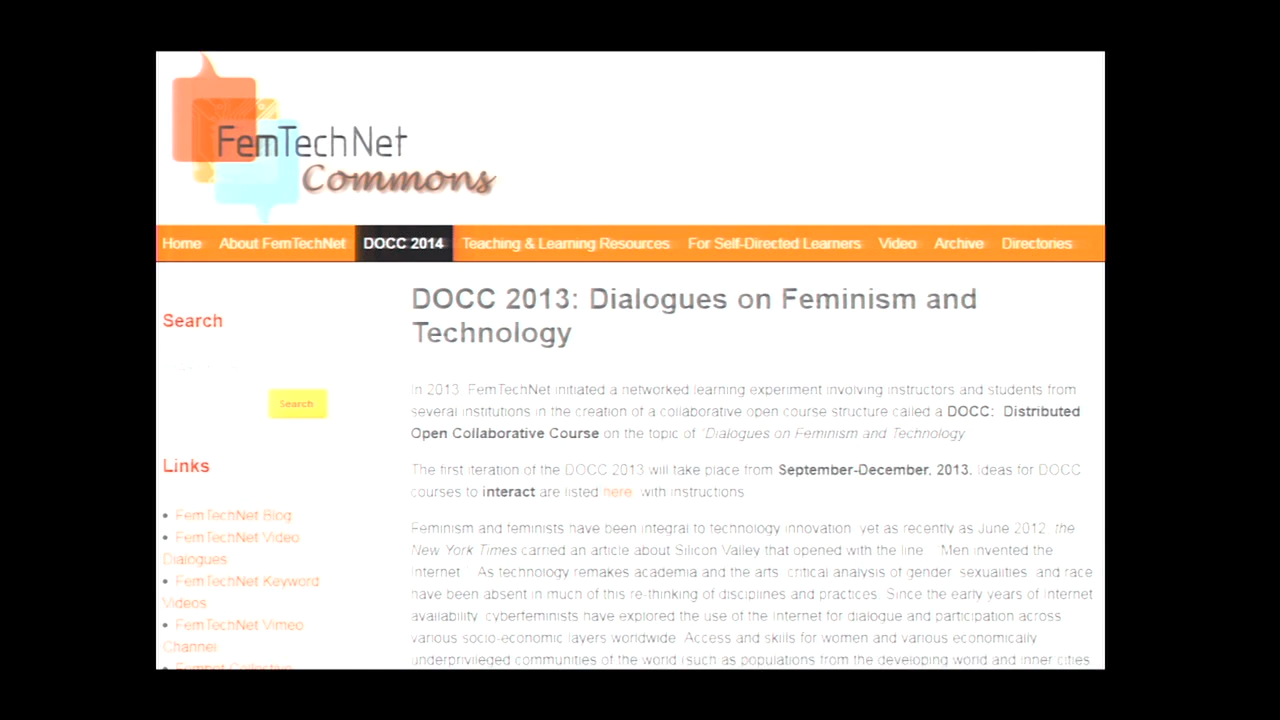 FemTechNet
Commons
Home About FemTechNet DOCC 2014 Teaching & Learning Resources For Self-Directed Learners Video Archive Directories
Search
Search
Links
• FemTechNet Blog
• FemTechNet Video
Dialogues
• FemTechNet Keyword
Videos
• FemTechNet Vimeo
Channel
• Femnet Collective
DOCC 2013: Dialogues on Feminism and
Technology
In 2013, FemTechNet initiated a networked learning experiment involving instructors and students from
several institutions in the creation of a collaborative open course structure called a DOCC: Distributed
Open Collaborative Course on the topic of "Dialogues on Feminism and Technology
The first iteration of the DOCC 2013 will take place from September-December, 2013. Ideas for DOCC
courses to interact are listed here, with instructions
Feminism and feminists have been integral to technology innovation, yet as recently as June 2012, the
New York Times carried an article about Silicon Valley that opened with the line " Men invented the
Internet." As technology remakes academia and the arts, critical analysis of gender, sexualities, and race
have been absent in much of this re-thinking of disciplines and practices. Since the early years of Internet
availability, cyberfeminists have explored the use of the Internet for dialogue and participation across
various socio-economic layers worldwide. Access and skills for women and various economically
underprivileged communities of the world (such as populations from the developing world and inner cities